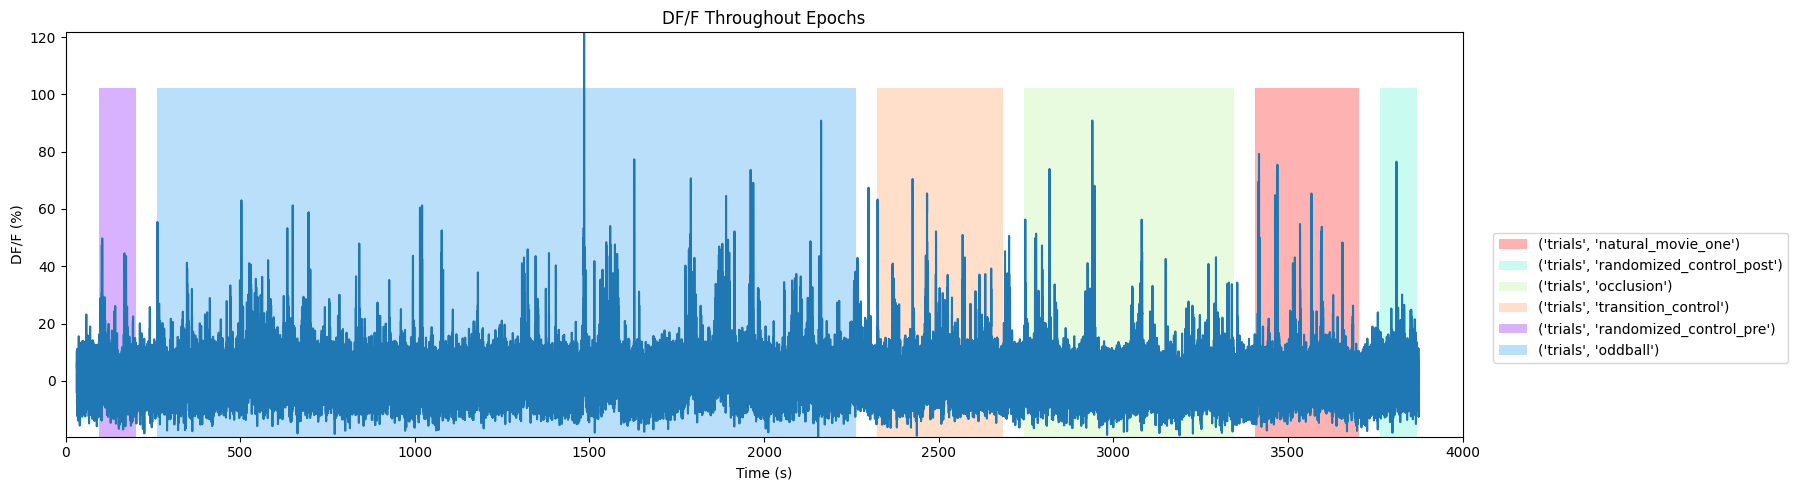 DF/F Throughout Epochs
DF/F (%)
120
100
80
60
40
20
0
0 500 1000 1500 2000 2500 3000 3500 4000
Time (s)
('trials', 'natural_movie_one')
('trials', 'randomized_control_post')
('trials', 'occlusion')
('trials', 'transition_control')
('trials', 'randomized_control_pre')
('trials', 'oddball')